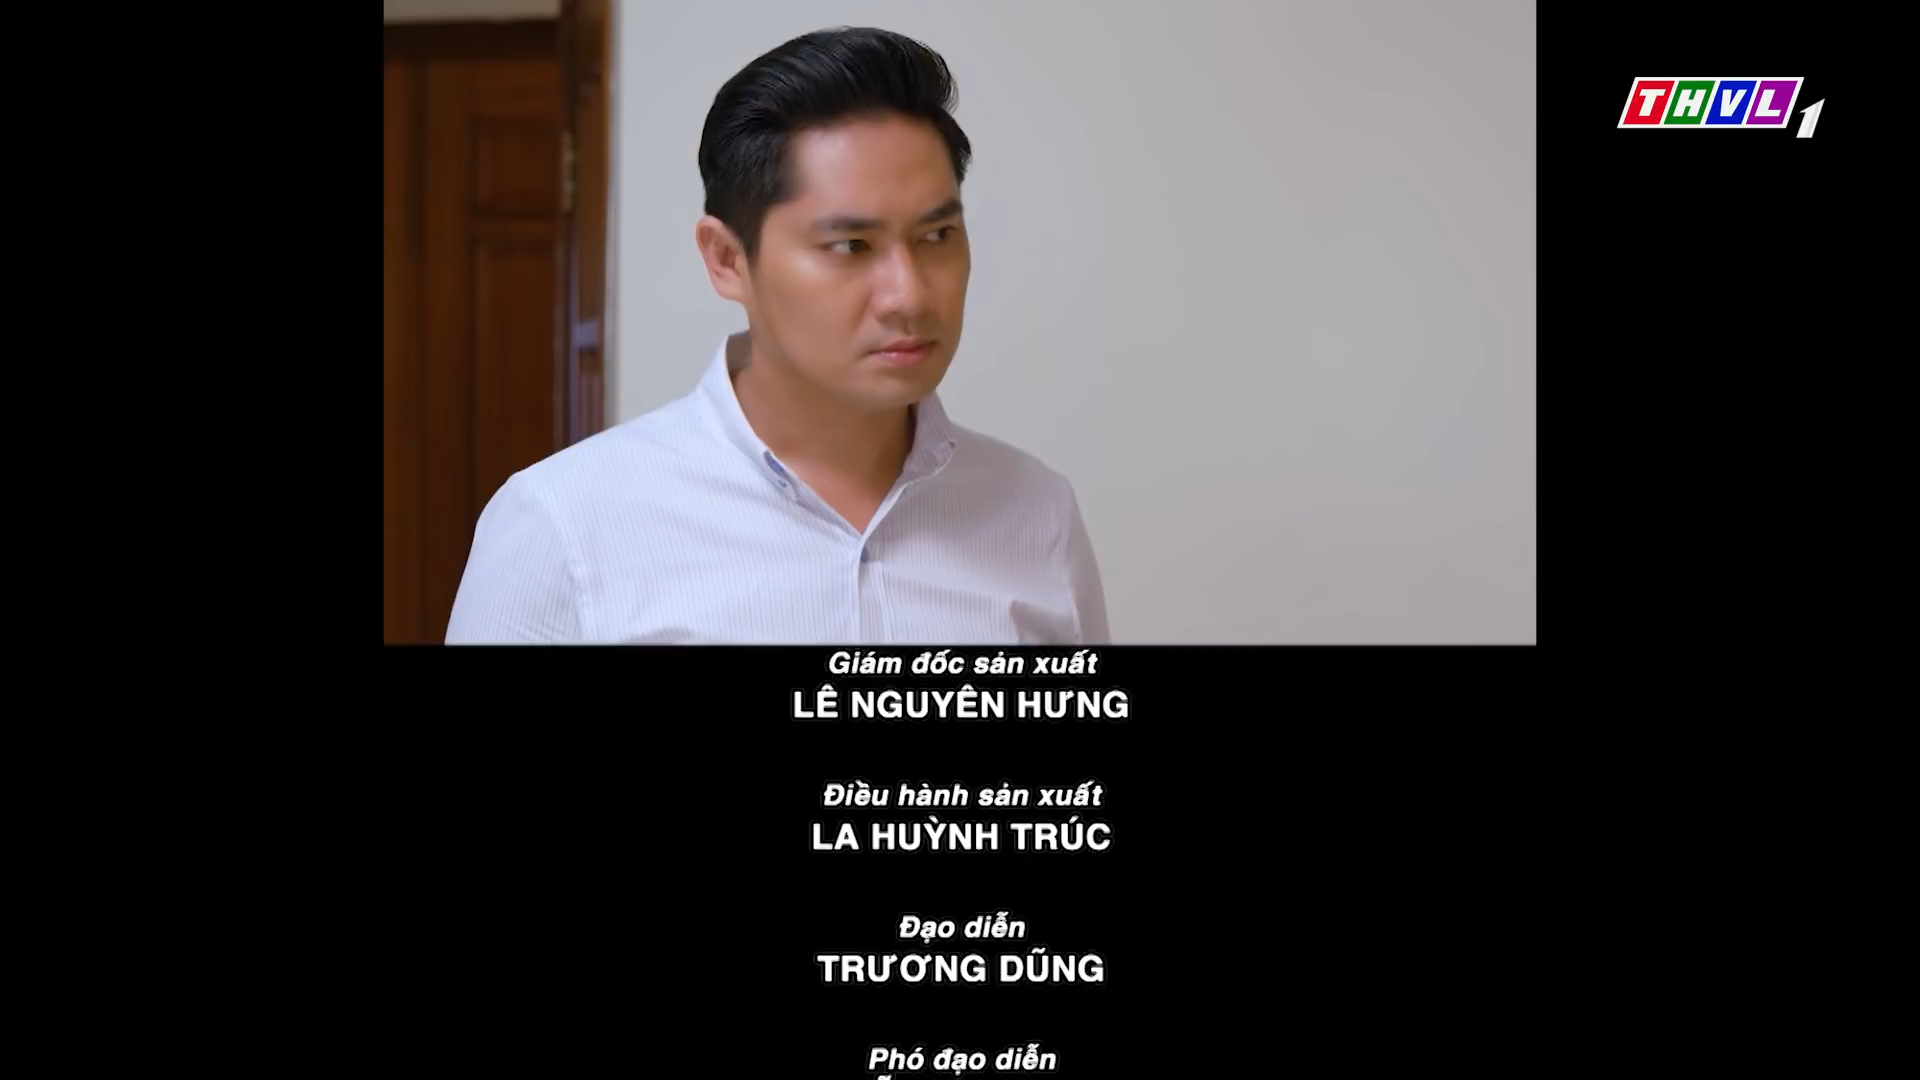 THVL1
Giám đốc sản xuất
LÊ NGUYÊN HƯNG
Điều hành sản xuất
LA HUỲNH TRÚC
Đạo diễn
TRƯƠNG DŨNG
Phó đạo diễn